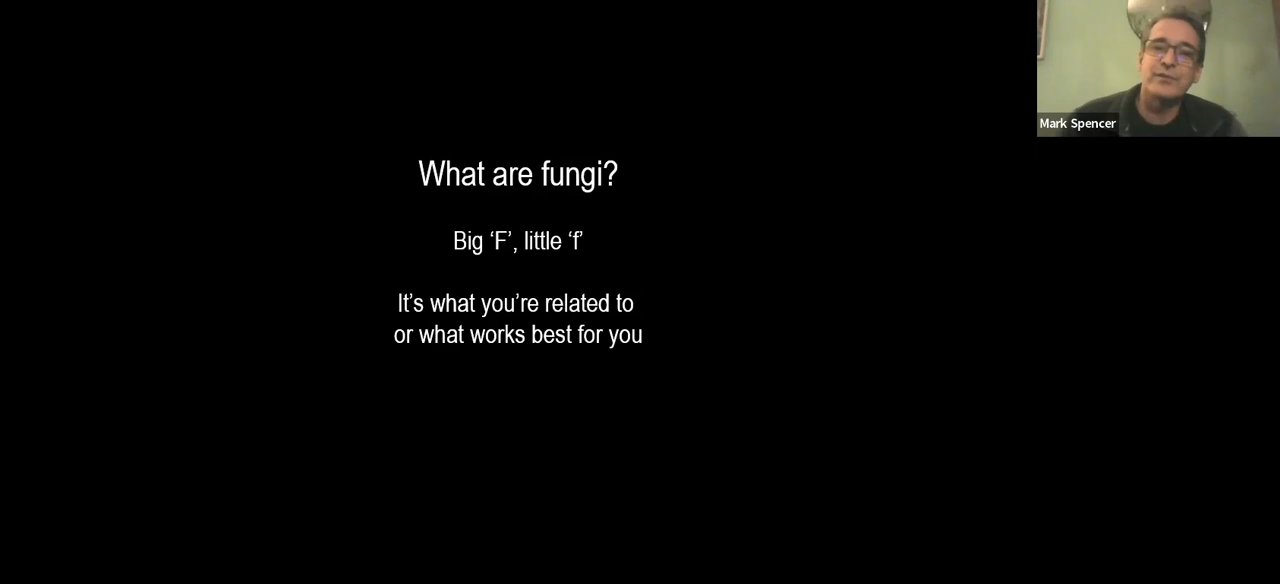 Mark Spencer
What are fungi?
Big ‘F’, little ‘f’
It’s what you’re related to
or what works best for you